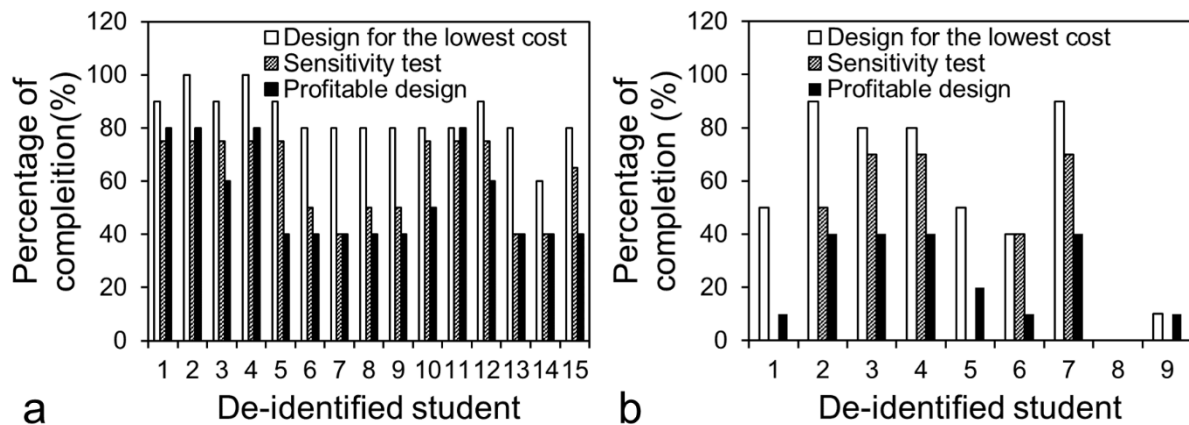 120
100
80
60
40
20
0
Percentage of
compleition(%)
Design for the lowest cost
Sensitivity test
Profitable design
1 2 3 4 5 6 7 8 9 10 11 12 13 14 15
De-identified student
a
120
100
80
60
40
20
0
Percentage of
completion (%)
Design for the lowest cost
Sensitivity test
Profitable design
1 2 3 4 5 6 7 8 9
De-identified student
b